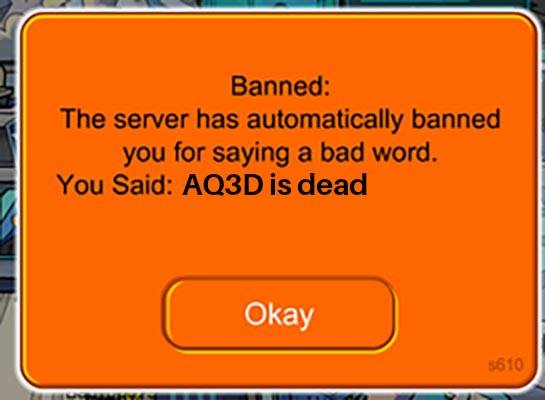 Banned:
The server has automatically banned
you for saying a bad word.
You Said: AQ3D is dead
Okay
s610